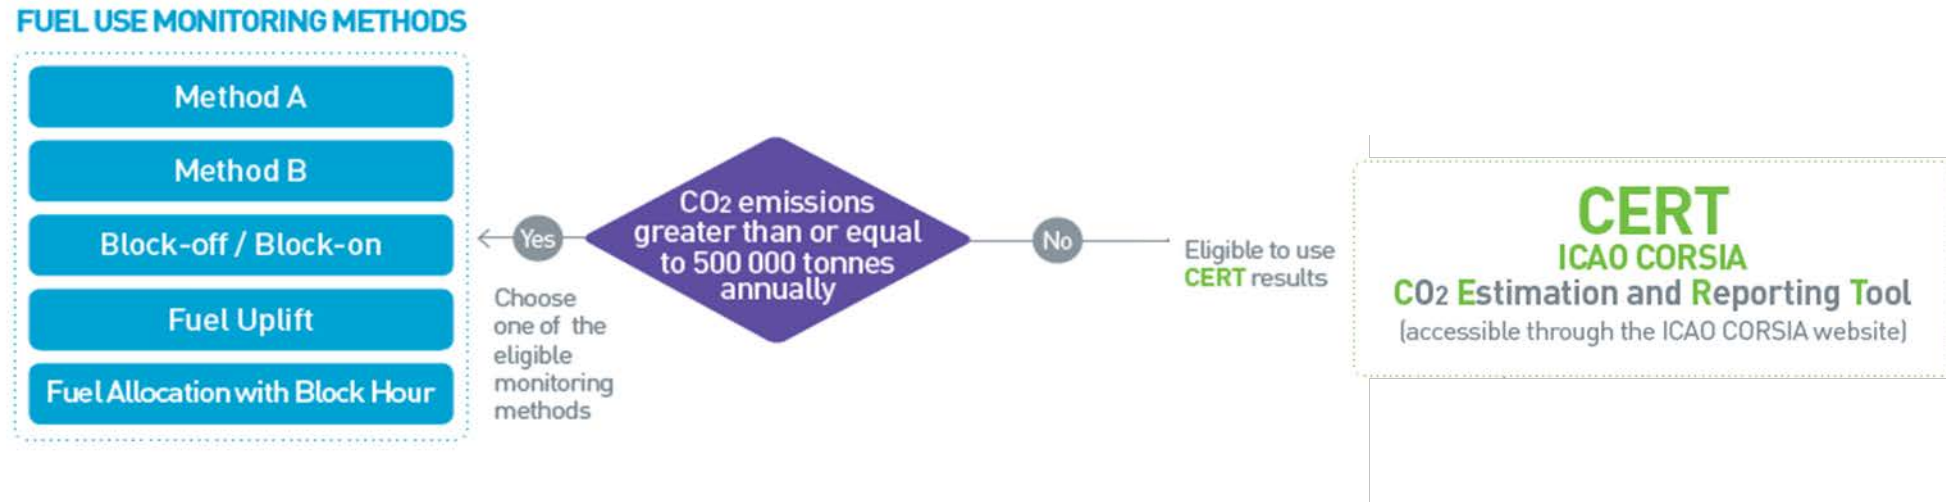 FUEL USE MONITORING METHODS
Method A
Method B
Block-off / Block-on
Fuel Uplift
Fuel Allocation with Block Hour
Yes
Choose
one of the
eligible
monitoring
methods
CO2 emissions
greater than or equal
to 500 000 tonnes
annually
No
Eligible to use
CERT results
CERT
ICAO CORSIA
CO2 Estimation and Reporting Tool
(accessible through the ICAO CORSIA website)